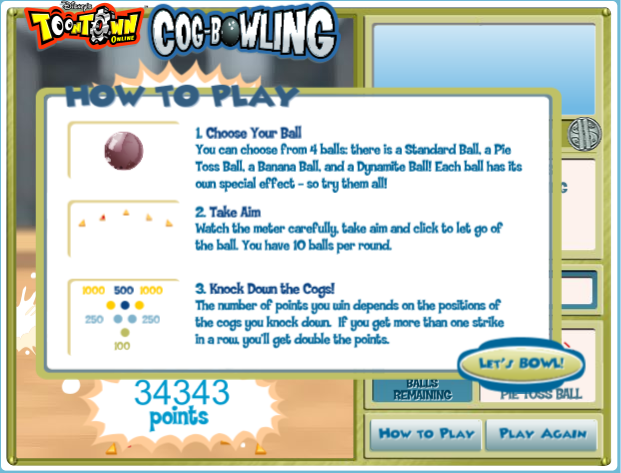 Disney's
TOONTOWN
ONLINE
COG-BOWLING
HOW TO PLAY
1. Choose Your Ball
You can choose from 4 balls: there is a Standard Ball, a Pie
Toss Ball, a Banana Ball, and a Dynamite Ball! Each ball has its
own special effect - so try them all!
2. Take Aim
Watch the meter carefully, take aim and click to let go of
the ball. You have 10 balls per round.
1000 500 1000
250 250
100
3. Knock Down the Cogs!
The number of points you win depends on the positions of
the cogs you knock down. If you get more than one strike
in a row, you'll get double the points.
LET'S BOWL!
34343
points
BALLS
REMAINING
PIE TOSS BALL
HOW TO PLAY
PLAY AGAIN